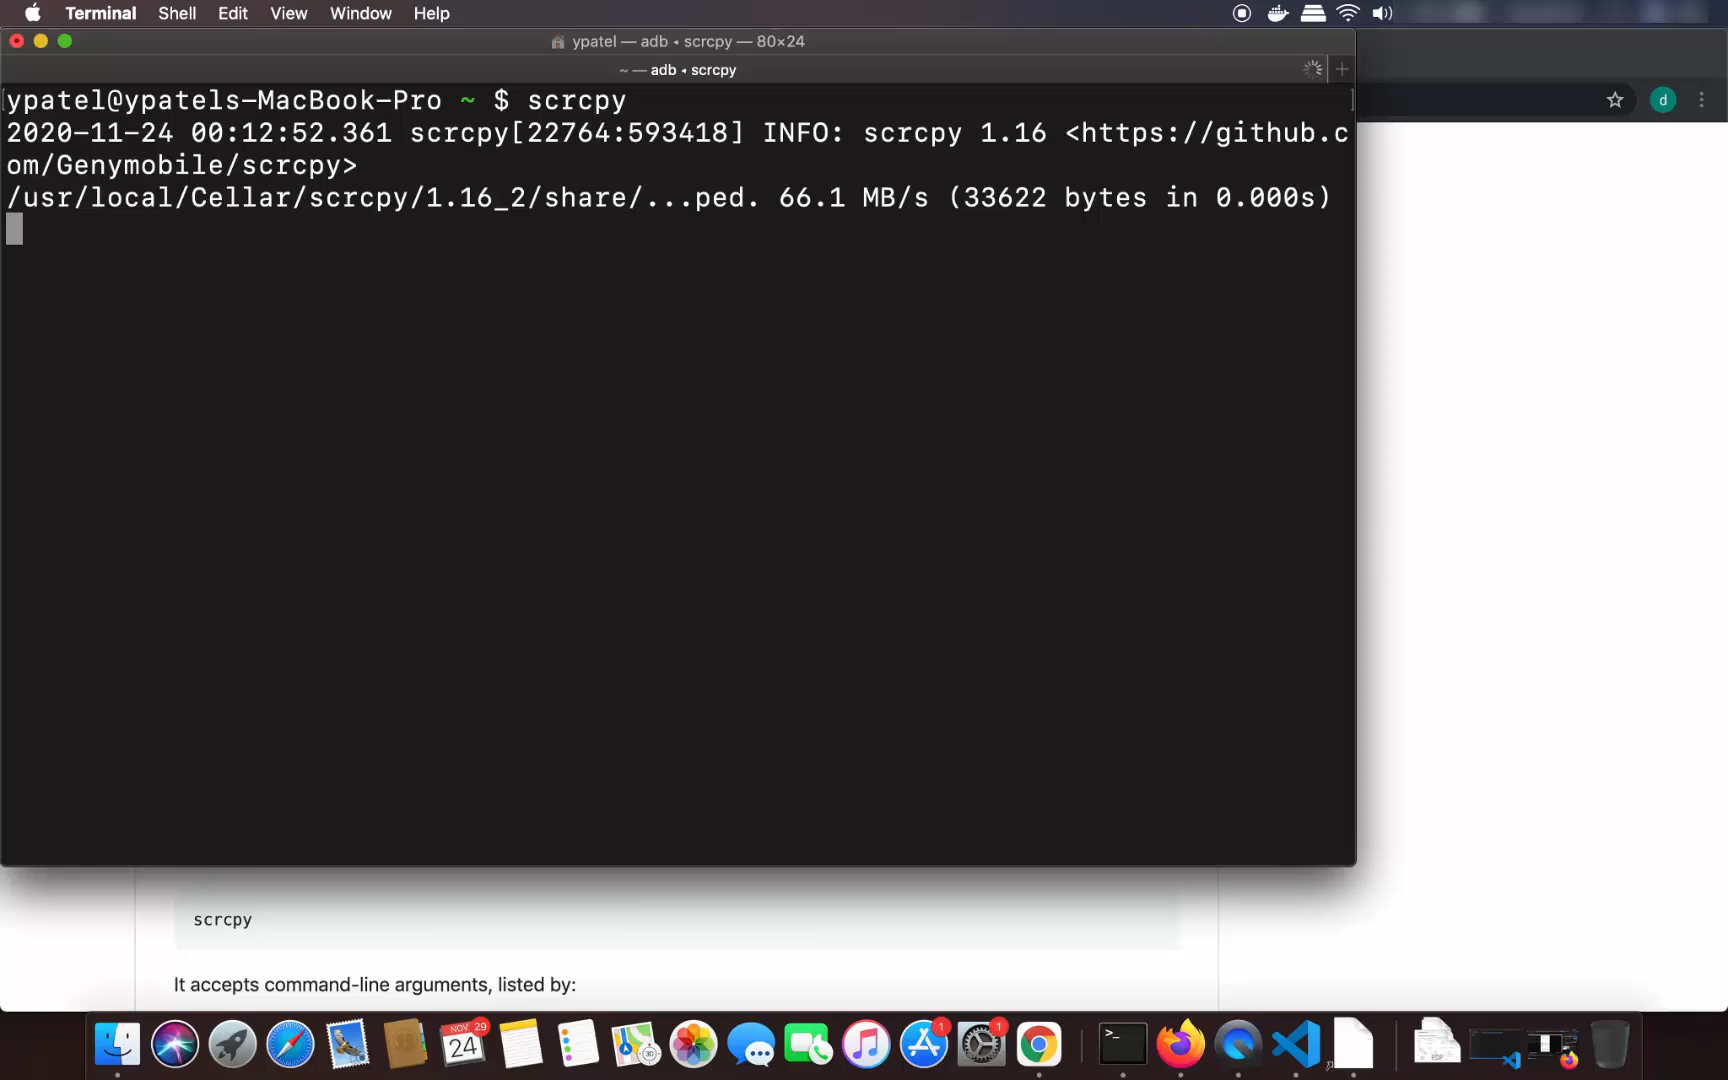 Terminal Shell Edit View Window Help
ypatel — adb ◂ scrcpy — 80×24
~ — adb ◂ scrcpy
ypatel@ypatels-MacBook-Pro ~ $ scrcpy
2020-11-24 00:12:52.361 scrcpy[22764:593418] INFO: scrcpy 1.16 <https://github.c
om/Genymobile/scrcpy>
/usr/local/Cellar/scrcpy/1.16_2/share/...ped. 66.1 MB/s (33622 bytes in 0.000s)
d
scrcpy
It accepts command-line arguments, listed by:
NOV 29
24
1
1
>_